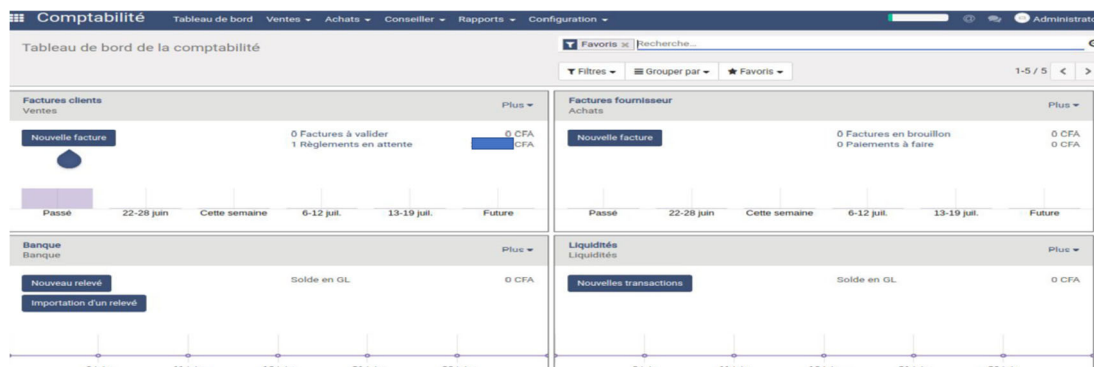 Comptabilité Tableau de bord Ventes Achats Conseiller Rapports Configuration @ Administrato
Tableau de bord de la comptabilité
Favoris × Recherche...
Filtres Grouper par Favoris 1-5 / 5 < >
Factures clients
Ventes
Plus
Nouvelle facture
0 Factures à valider 0 CFA
1 Règlements en attente CFA
Passé 22-28 juin Cette semaine 6-12 juil. 13-19 juil. Future
Factures fournisseur
Achats
Plus
Nouvelle facture
0 Factures en brouillon 0 CFA
0 Paiements à faire 0 CFA
Passé 22-28 juin Cette semaine 6-12 juil. 13-19 juil. Future
Banque
Banque
Plus
Nouveau relevé
Solde en GL 0 CFA
Importation d'un relevé
Liquidités
Liquidités
Plus
Nouvelles transactions
Solde en GL 0 CFA